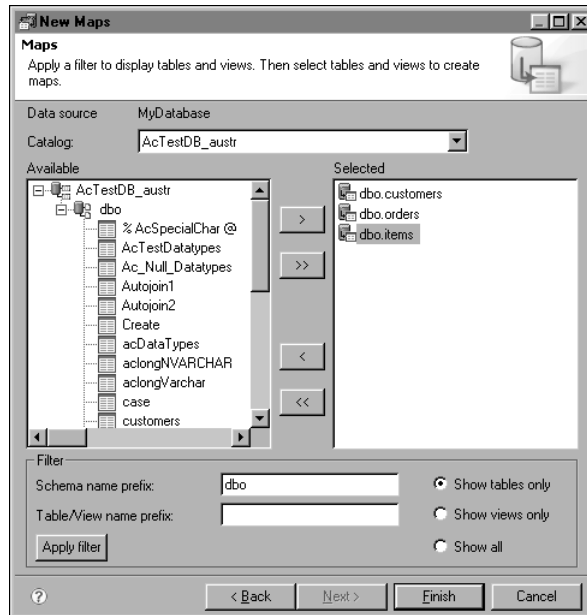 New Maps
Maps
Apply a filter to display tables and views. Then select tables and views to create
maps.
Data source MyDatabase
Catalog: AcTestDB_austr
Available Selected
AcTestDB_austr
dbo
% AcSpecialChar @
AcTestDatatypes
Ac_Null_Datatypes
Autojoin1
Autojoin2
Create
acDataTypes
aclongNVARCHAR
aclongVarchar
case
customers
>
>>
<
<<
dbo.customers
dbo.orders
dbo.items
Filter
Schema name prefix: dbo Show tables only
Table/View name prefix: Show views only
Apply filter Show all
? < Back Next > Finish Cancel